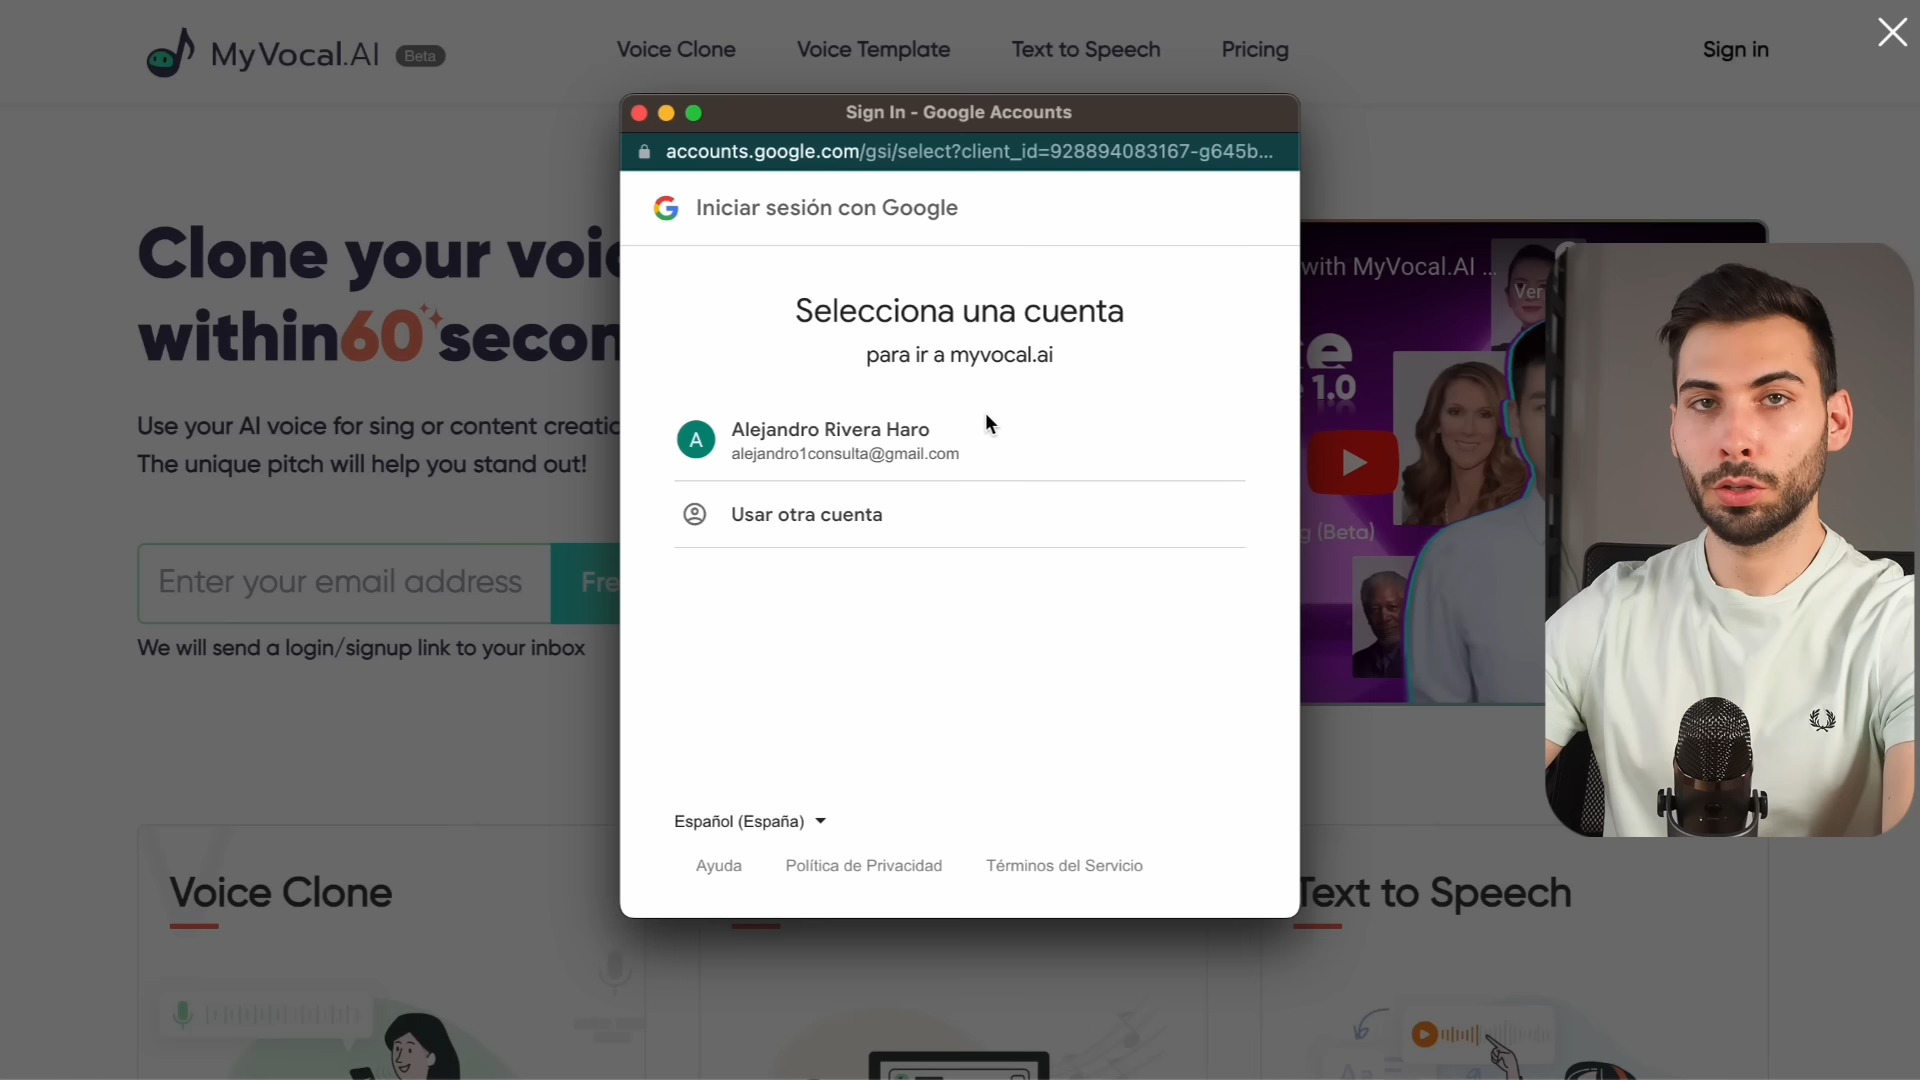 MyVocal.AI Beta
Voice Clone
Voice Template
Text to Speech
Pricing
Sign in
Sign In - Google Accounts
accounts.google.com/gsi/select?client_id=928894083167-g645b...
Iniciar sesión con Google
Selecciona una cuenta
para ir a myvocal.ai
A
Alejandro Rivera Haro
alejandro1consulta@gmail.com
Usar otra cuenta
Español (España)
Ayuda
Política de Privacidad
Términos del Servicio
Clone your voic
within 60 secon
Use your AI voice for sing or content creatio
The unique pitch will help you stand out!
Enter your email address
Fre
We will send a login/signup link to your inbox
with MyVocal.AI ...
Ver
e
1.0
g (Beta)
Voice Clone
Text to Speech